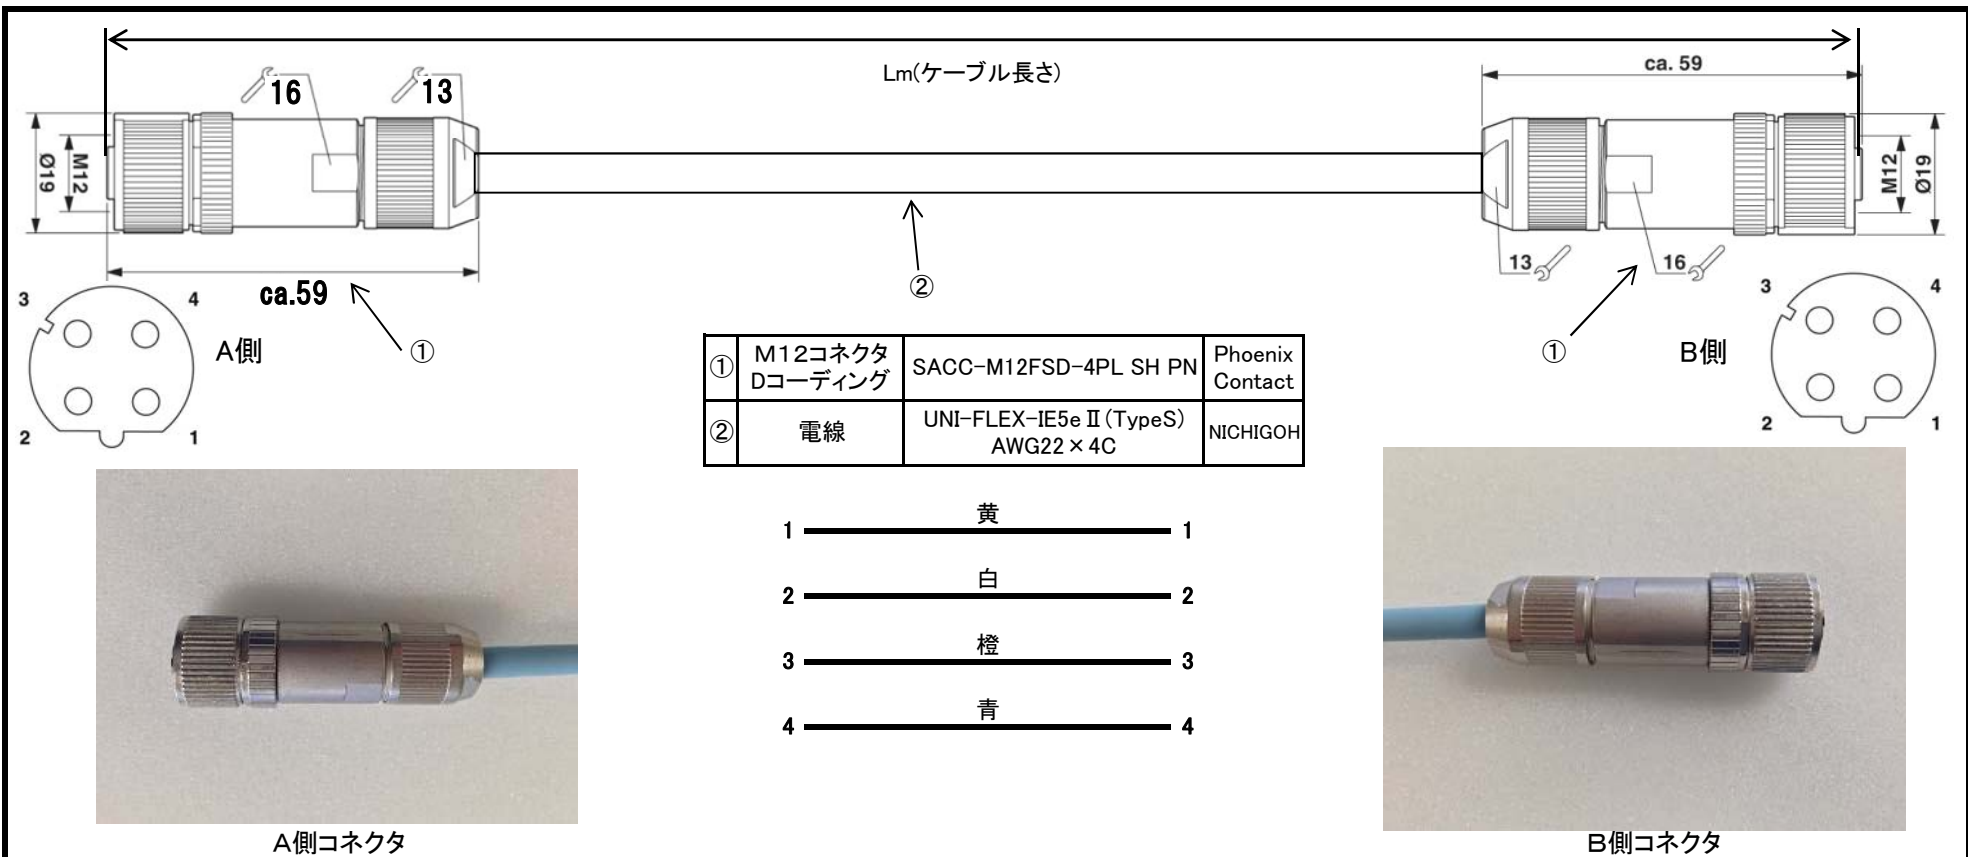 Lm(ケーブル長さ)
ca. 59
16
13
Ø19
M12
M12
Ø19
ca.59
13
16
②
①
①
3
4
2
1
A側
3
4
2
1
B側
① M12コネクタ Dコーディング SACC-M12FSD-4PL SH PN Phoenix Contact
② 電線 UNI-FLEX-IE5eⅡ(TypeS) AWG22×4C NICHIGOH
1 黄 1
2 白 2
3 橙 3
4 青 4
A側コネクタ
B側コネクタ